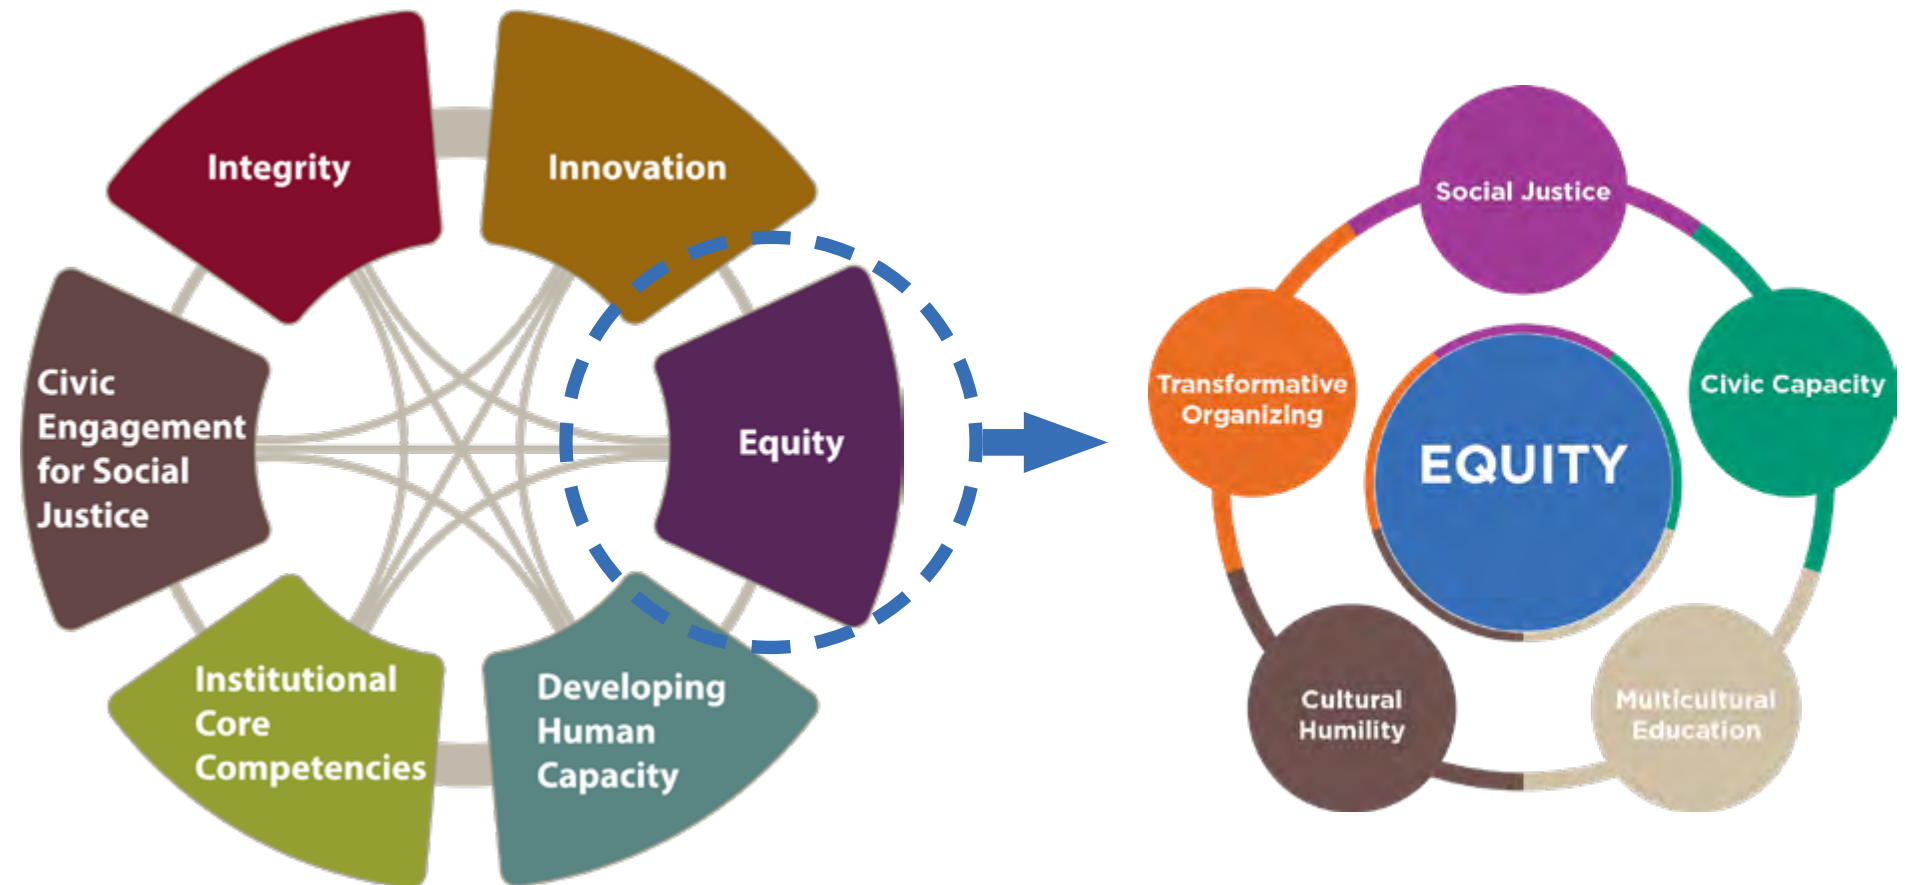 Integrity
Innovation
Civic
Engagement
for Social
Justice
Equity
Institutional
Core
Competencies
Developing
Human
Capacity
Social Justice
Transformative
Organizing
Civic Capacity
EQUITY
Cultural
Humility
Multicultural
Education